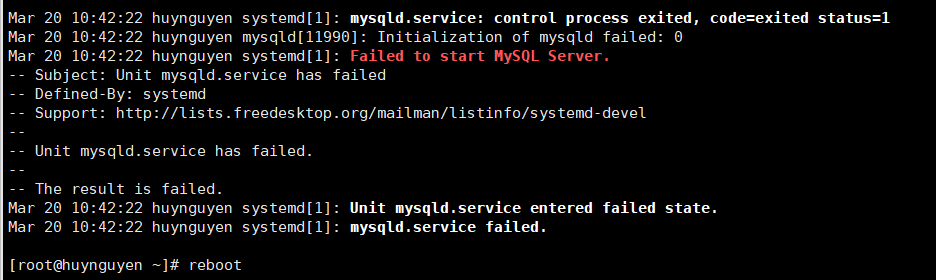 Mar 20 10:42:22 huynguyen systemd[1]: mysqld.service: control process exited, code=exited status=1
Mar 20 10:42:22 huynguyen mysqld[11990]: Initialization of mysqld failed: 0
Mar 20 10:42:22 huynguyen systemd[1]: Failed to start MySQL Server.
-- Subject: Unit mysqld.service has failed
-- Defined-By: systemd
-- Support: http://lists.freedesktop.org/mailman/listinfo/systemd-devel
--
-- Unit mysqld.service has failed.
--
-- The result is failed.
Mar 20 10:42:22 huynguyen systemd[1]: Unit mysqld.service entered failed state.
Mar 20 10:42:22 huynguyen systemd[1]: mysqld.service failed.
[root@huynguyen ~]# reboot